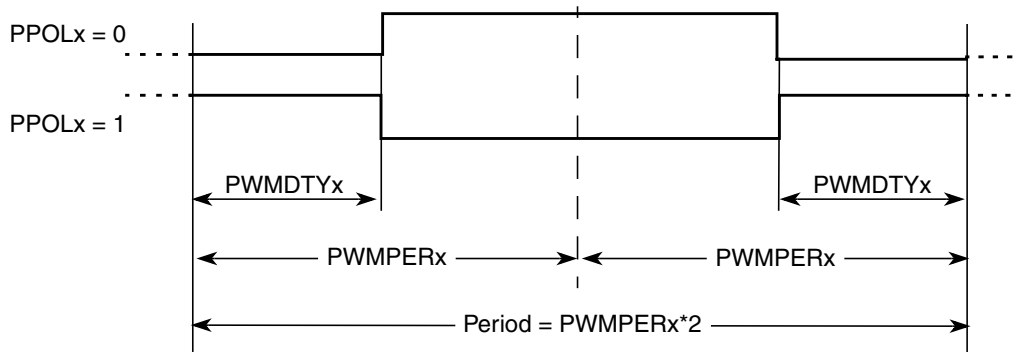 PPOLx = 0
PPOLx = 1
PWMDTYx
PWMDTYx
PWMPERx
PWMPERx
Period = PWMPERx*2